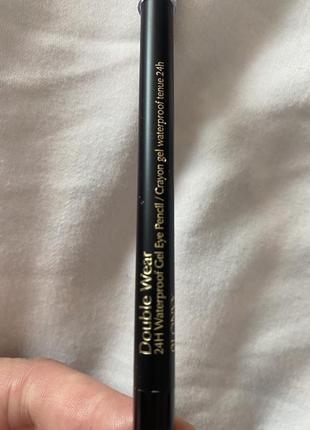 Double Wear
24H Waterproof Gel Eye Pencil / Crayon gel waterproof tenue 24h